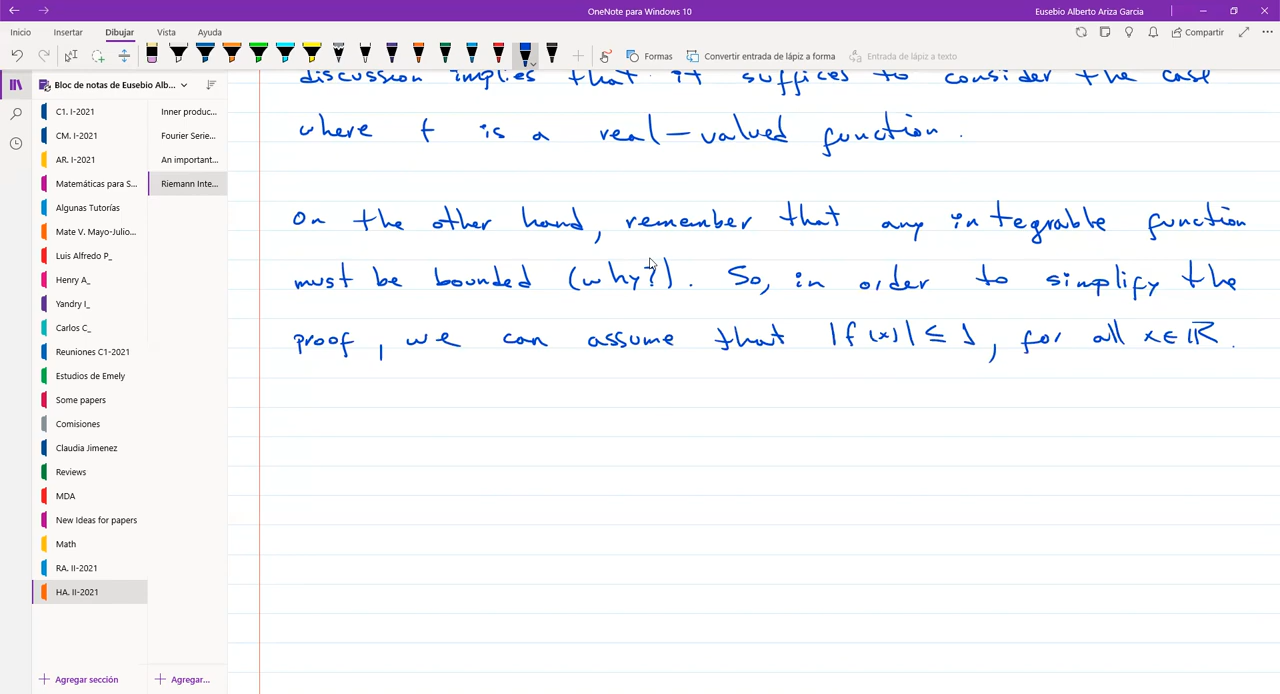 OneNote para Windows 10
Eusebio Alberto Ariza Garcia
Inicio Insertar Dibujar Vista Ayuda
Compartir
Formas
Convertir entrada de lápiz a forma
Entrada de lápiz a texto
Bloc de notas de Eusebio Alb...
C1. I-2021
CM. I-2021
AR. I-2021
Matemáticas para S...
Algunas Tutorías
Mate V. Mayo-Julio...
Luis Alfredo P_
Henry A_
Yandry I_
Carlos C_
Reuniones C1-2021
Estudios de Emely
Some papers
Comisiones
Claudia Jimenez
Reviews
MDA
New Ideas for papers
Math
RA. II-2021
HA. II-2021
Agregar sección
Inner produc...
Fourier Serie...
An important...
Riemann Inte...
Agregar...
discussion implies that it suffices to consider the case
where f is a real-valued function.
On the other hand, remember that any integrable function
must be bounded (why?). So, in order to simplify the
proof, we can assume that |f(x)| ≤ 1, for all x ∈ ℝ.